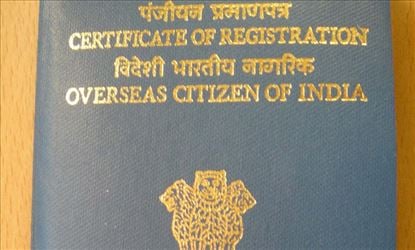 पंजीयन प्रमाणपत्र
CERTIFICATE OF REGISTRATION
विदेशी भारतीय नागरिक
OVERSEAS CITIZEN OF INDIA